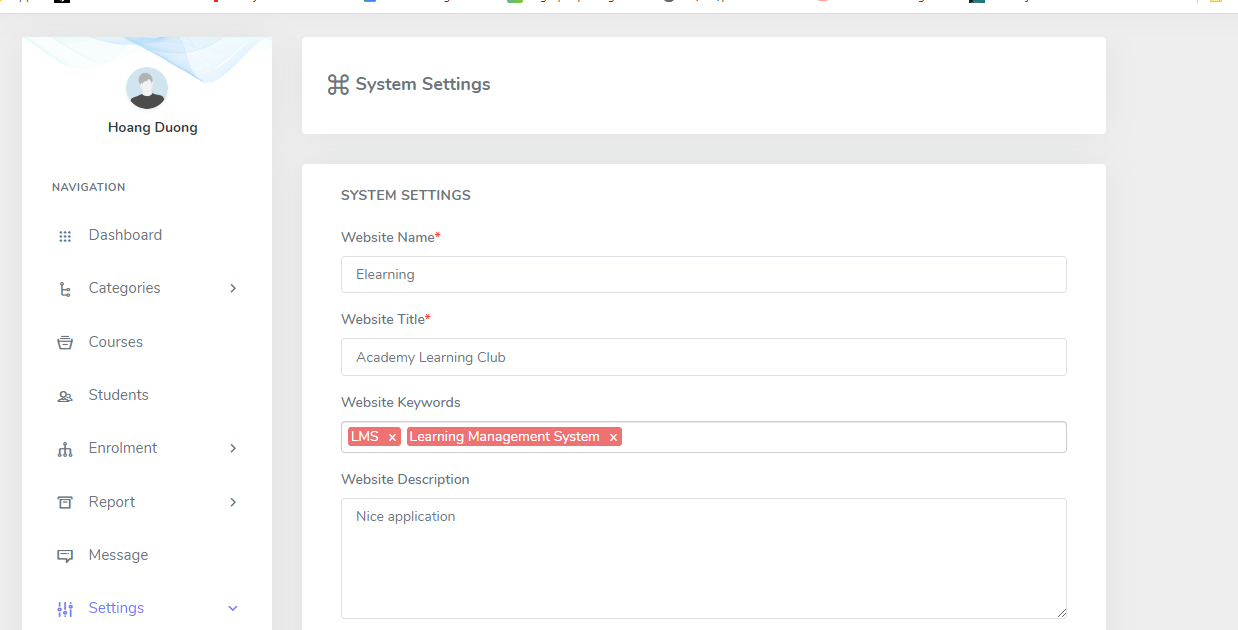 Hoang Duong
NAVIGATION
Dashboard
Categories
Courses
Students
Enrolment
Report
Message
Settings
System Settings
SYSTEM SETTINGS
Website Name*
Elearning
Website Title*
Academy Learning Club
Website Keywords
LMS x Learning Management System x
Website Description
Nice application